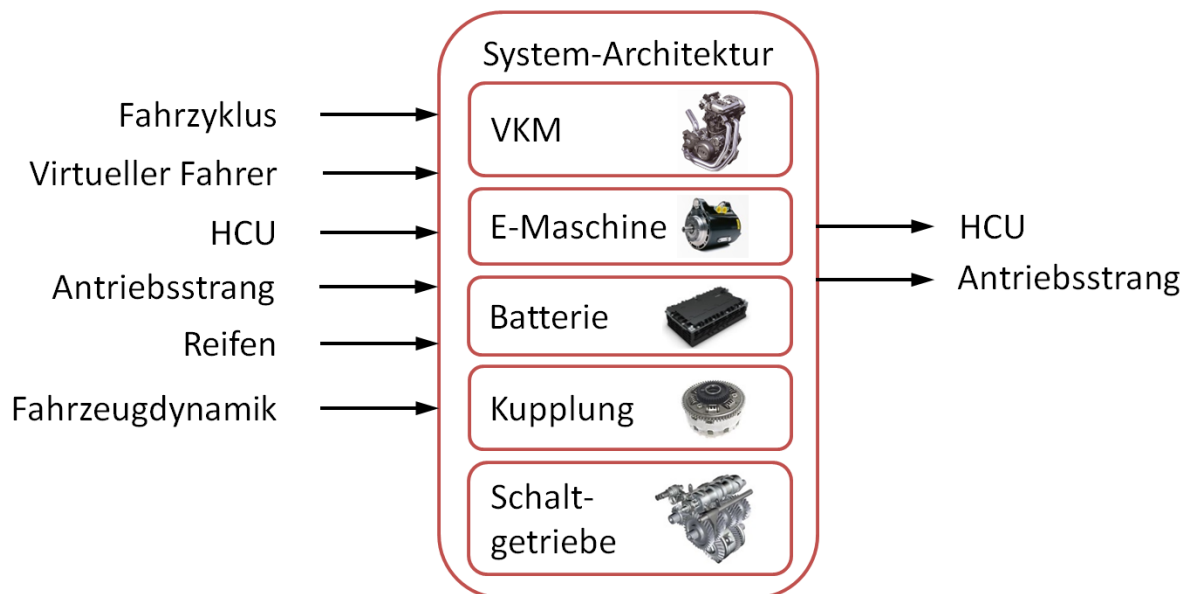 System-Architektur
Fahrzyklus
Virtueller Fahrer
HCU
Antriebsstrang
Reifen
Fahrzeugdynamik
VKM
E-Maschine
Batterie
Kupplung
Schalt-
getriebe
HCU
Antriebsstrang